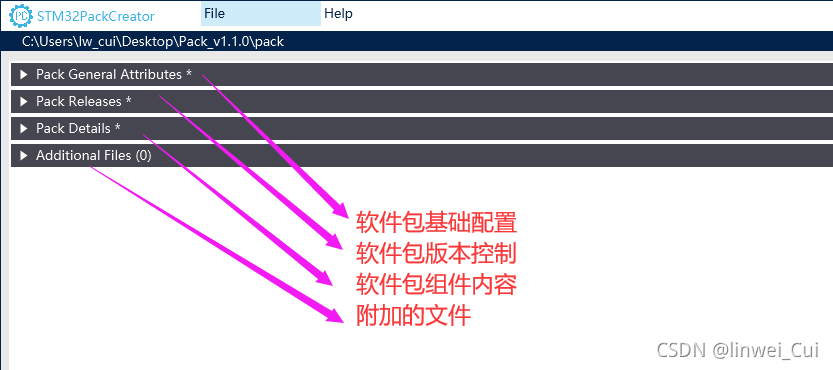 STM32PackCreator File Help
C:\Users\lw_cui\Desktop\Pack_v1.1.0\pack
Pack General Attributes *
Pack Releases *
Pack Details *
Additional Files (0)
软件包基础配置
软件包版本控制
软件包组件内容
附加的文件
CSDN @linwei_Cui